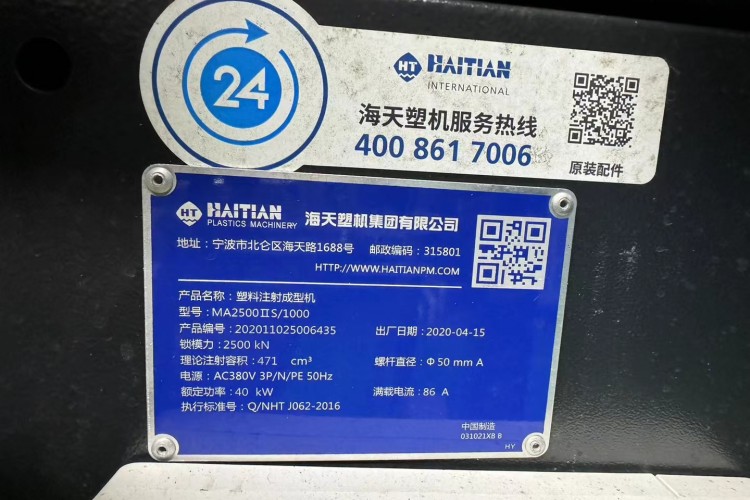 24
HT HAITIAN
INTERNATIONAL
海天塑机服务热线
400 861 7006
原装配件
HT HAITIAN
PLASTICS MACHINERY
海天塑机集团有限公司
地址：宁波市北仑区海天路1688号 邮政编码：315801
HTTP://WWW.HAITIANPM.COM
产品名称：塑料注射成型机
型号：MA2500ⅡS/1000
产品编号：202011025006435 出厂日期：2020-04-15
锁模力：2500 kN
理论注射容积：471 cm³ 螺杆直径：Φ50 mm A
电源：AC380V 3P/N/PE 50Hz
额定功率：40 kW 满载电流：86 A
执行标准号：Q/NHT J062-2016
中国制造
031021X8 B
HY